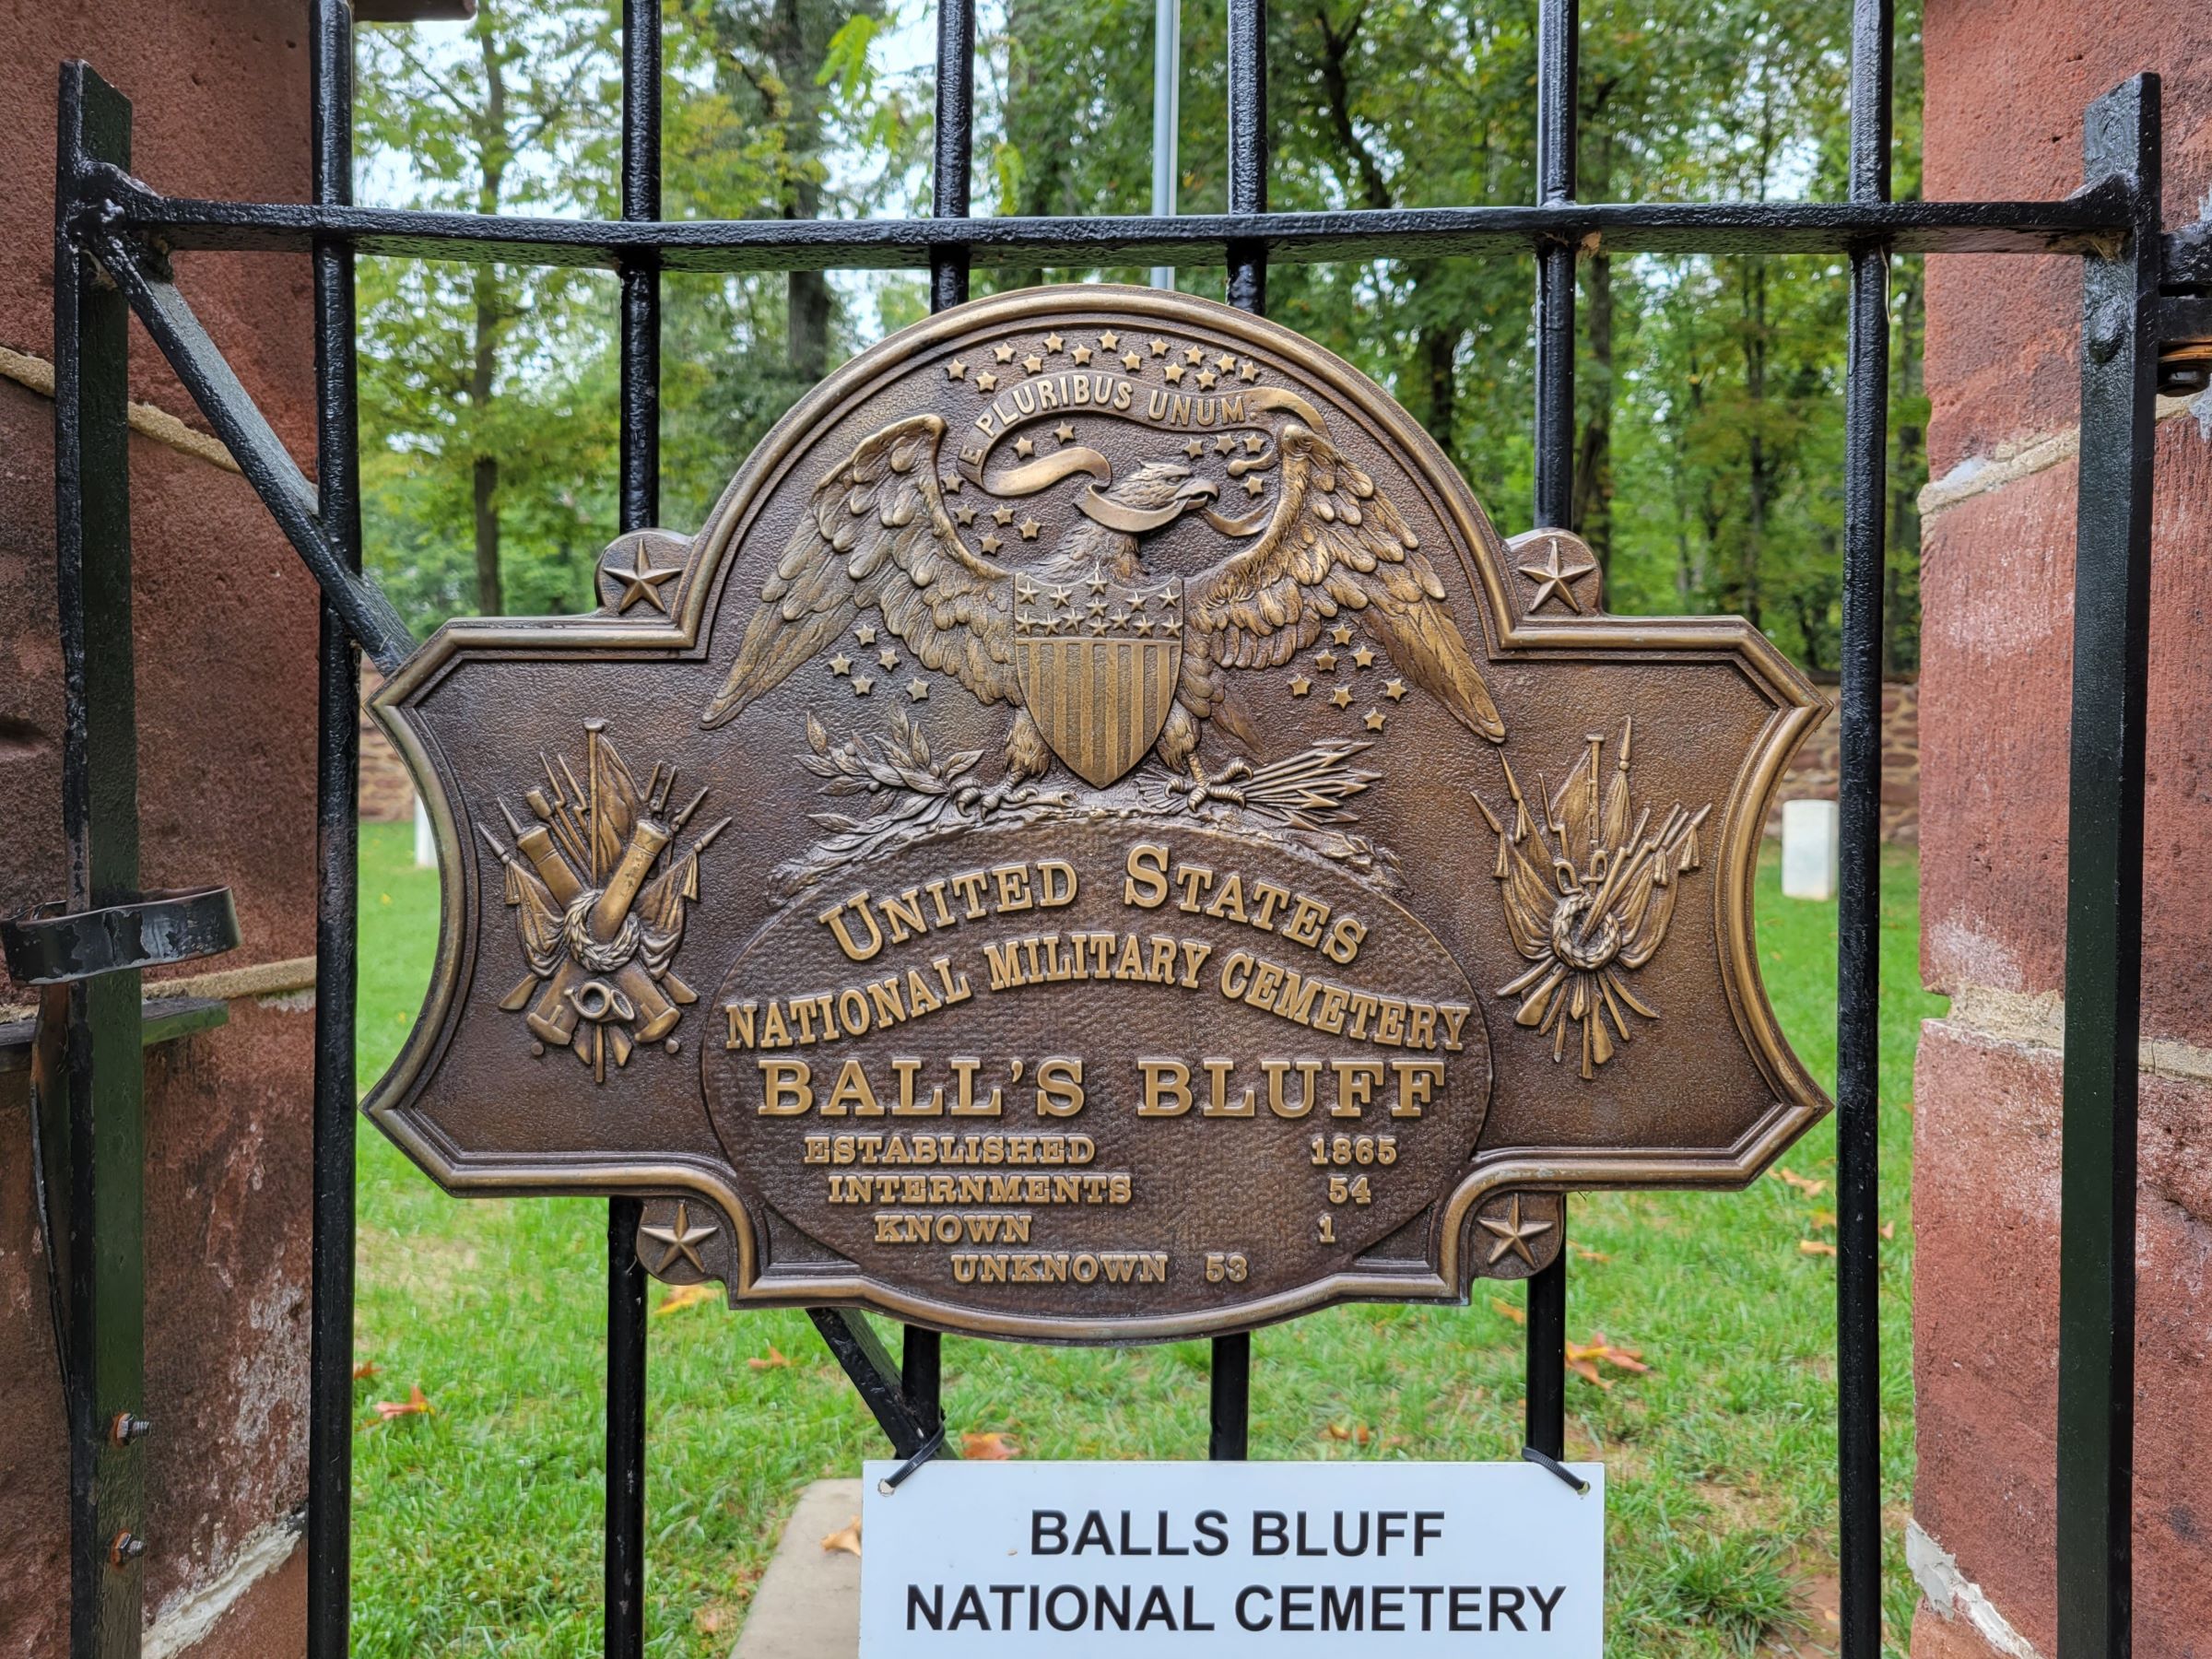 E PLURIBUS UNUM
UNITED STATES
NATIONAL MILITARY CEMETERY
BALL'S BLUFF
ESTABLISHED 1865
INTERNMENTS 54
KNOWN 1
UNKNOWN 53
BALLS BLUFF
NATIONAL CEMETERY